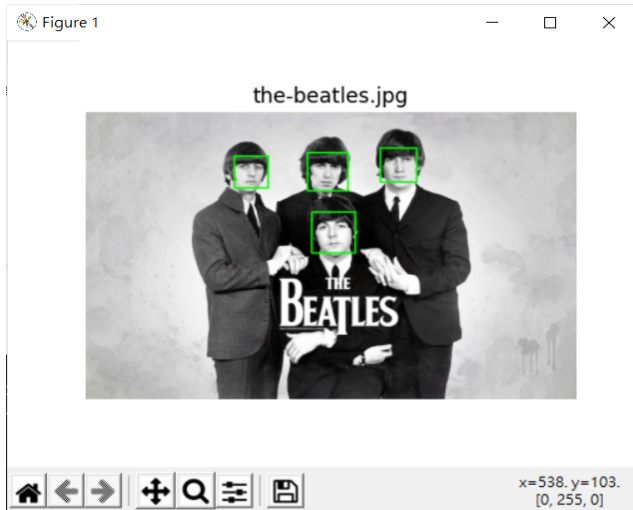 Figure 1
the-beatles.jpg
THE
BEATLES
x=538. y=103.
[0, 255, 0]